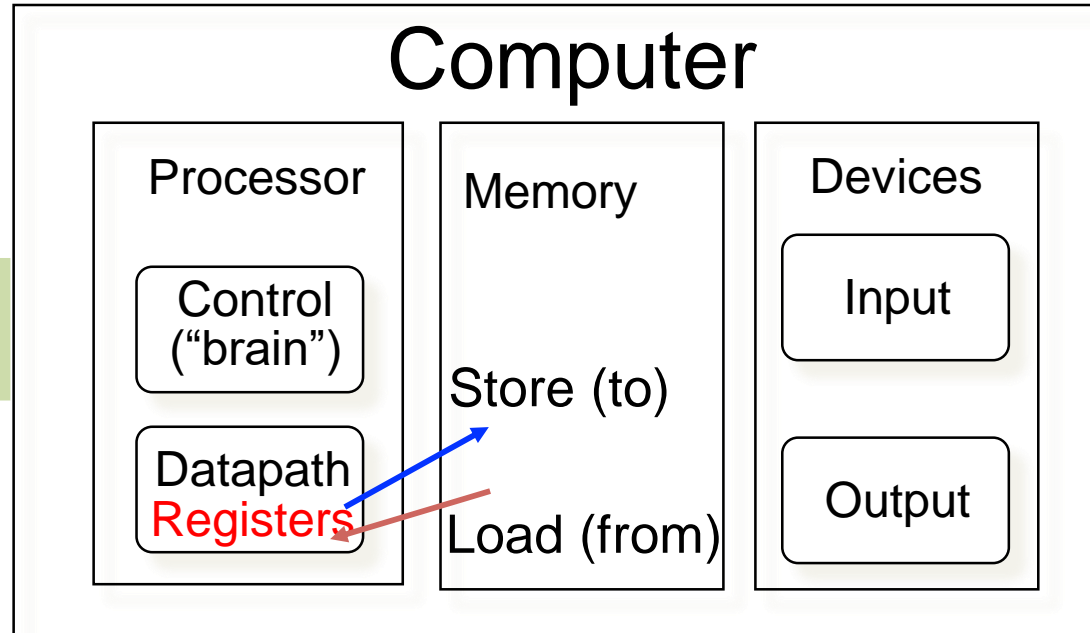 Computer
Processor
Control
(“brain”)
Datapath
Registers
Memory
Store (to)
Load (from)
Devices
Input
Output